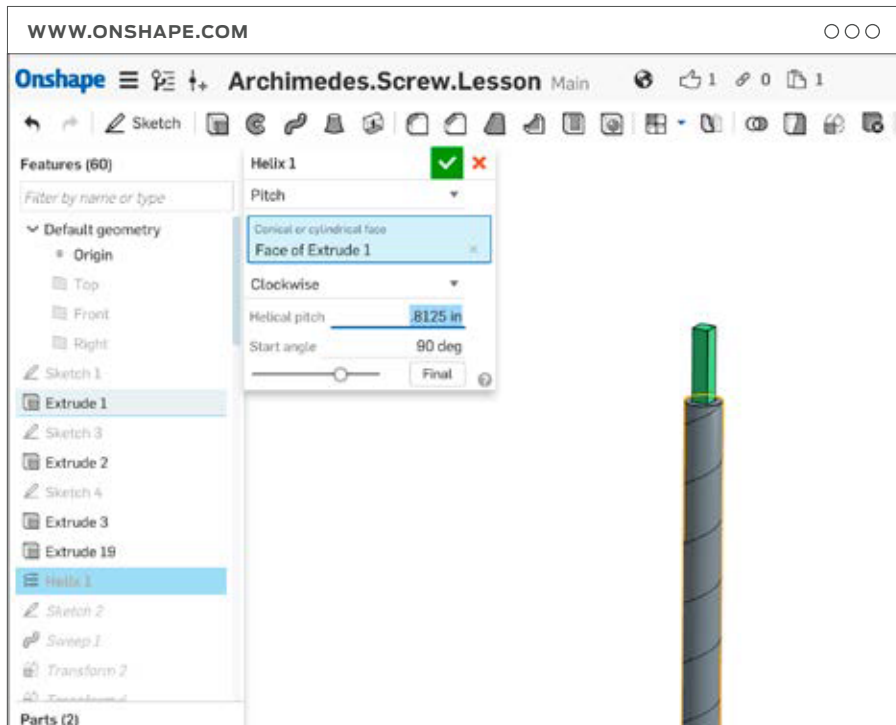 WWW.ONSHAPE.COM
Onshape Archimedes.Screw.Lesson Main 1 0 1
Sketch
Features (60)
Filter by name or type
Default geometry
Origin
Top
Front
Right
Sketch 1
Extrude 1
Sketch 3
Extrude 2
Sketch 4
Extrude 3
Extrude 19
Helix 1
Sketch 2
Sweep 1
Transform 2
Parts (2)
Helix 1
Pitch
Conical or cylindrical face
Face of Extrude 1
Clockwise
Helical pitch .8125 in
Start angle 90 deg
Final